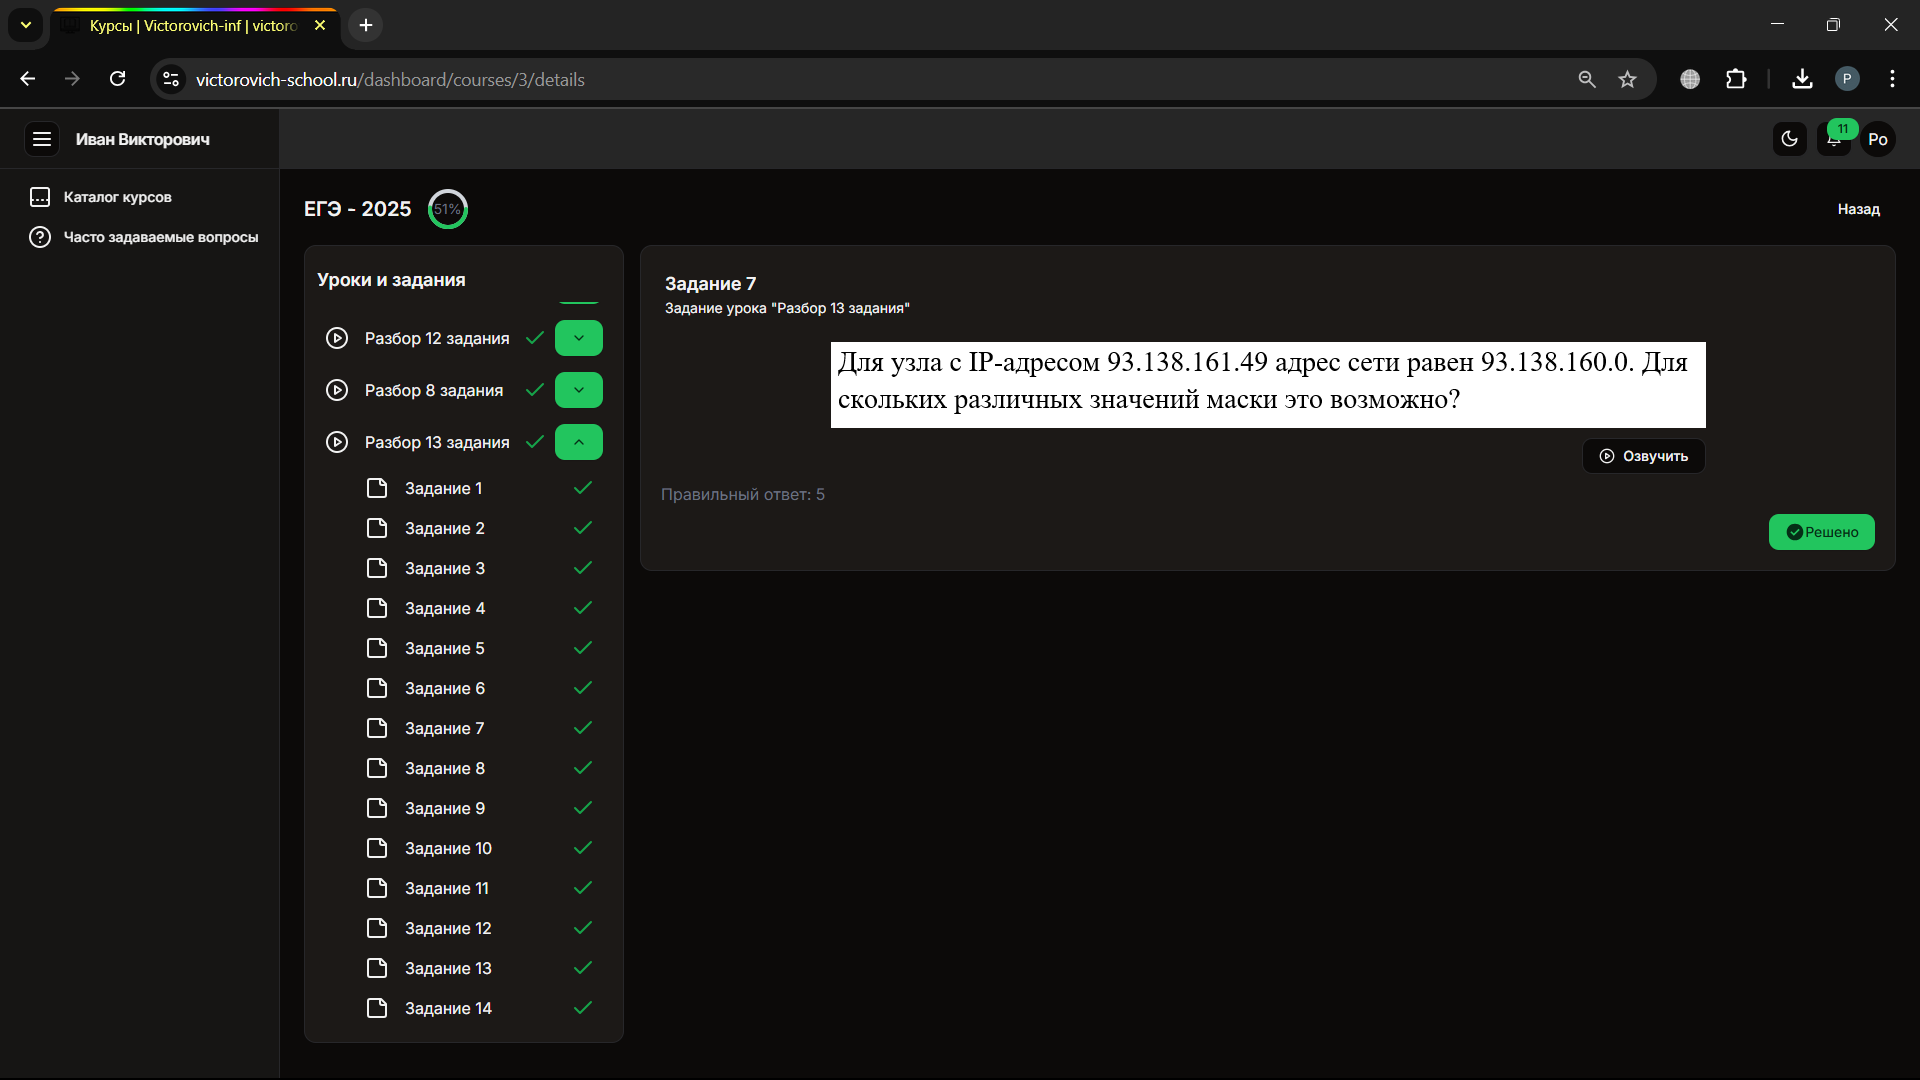 Курсы | Victorovich-inf | victoro
victorovich-school.ru/dashboard/courses/3/details
P
Иван Викторович
11
Po
Каталог курсов
Часто задаваемые вопросы
ЕГЭ - 2025
51%
Назад
Уроки и задания
Разбор 12 задания
Разбор 8 задания
Разбор 13 задания
Задание 1
Задание 2
Задание 3
Задание 4
Задание 5
Задание 6
Задание 7
Задание 8
Задание 9
Задание 10
Задание 11
Задание 12
Задание 13
Задание 14
Задание 7
Задание урока "Разбор 13 задания"
Для узла с IP-адресом 93.138.161.49 адрес сети равен 93.138.160.0. Для
скольких различных значений маски это возможно?
Озвучить
Правильный ответ: 5
Решено